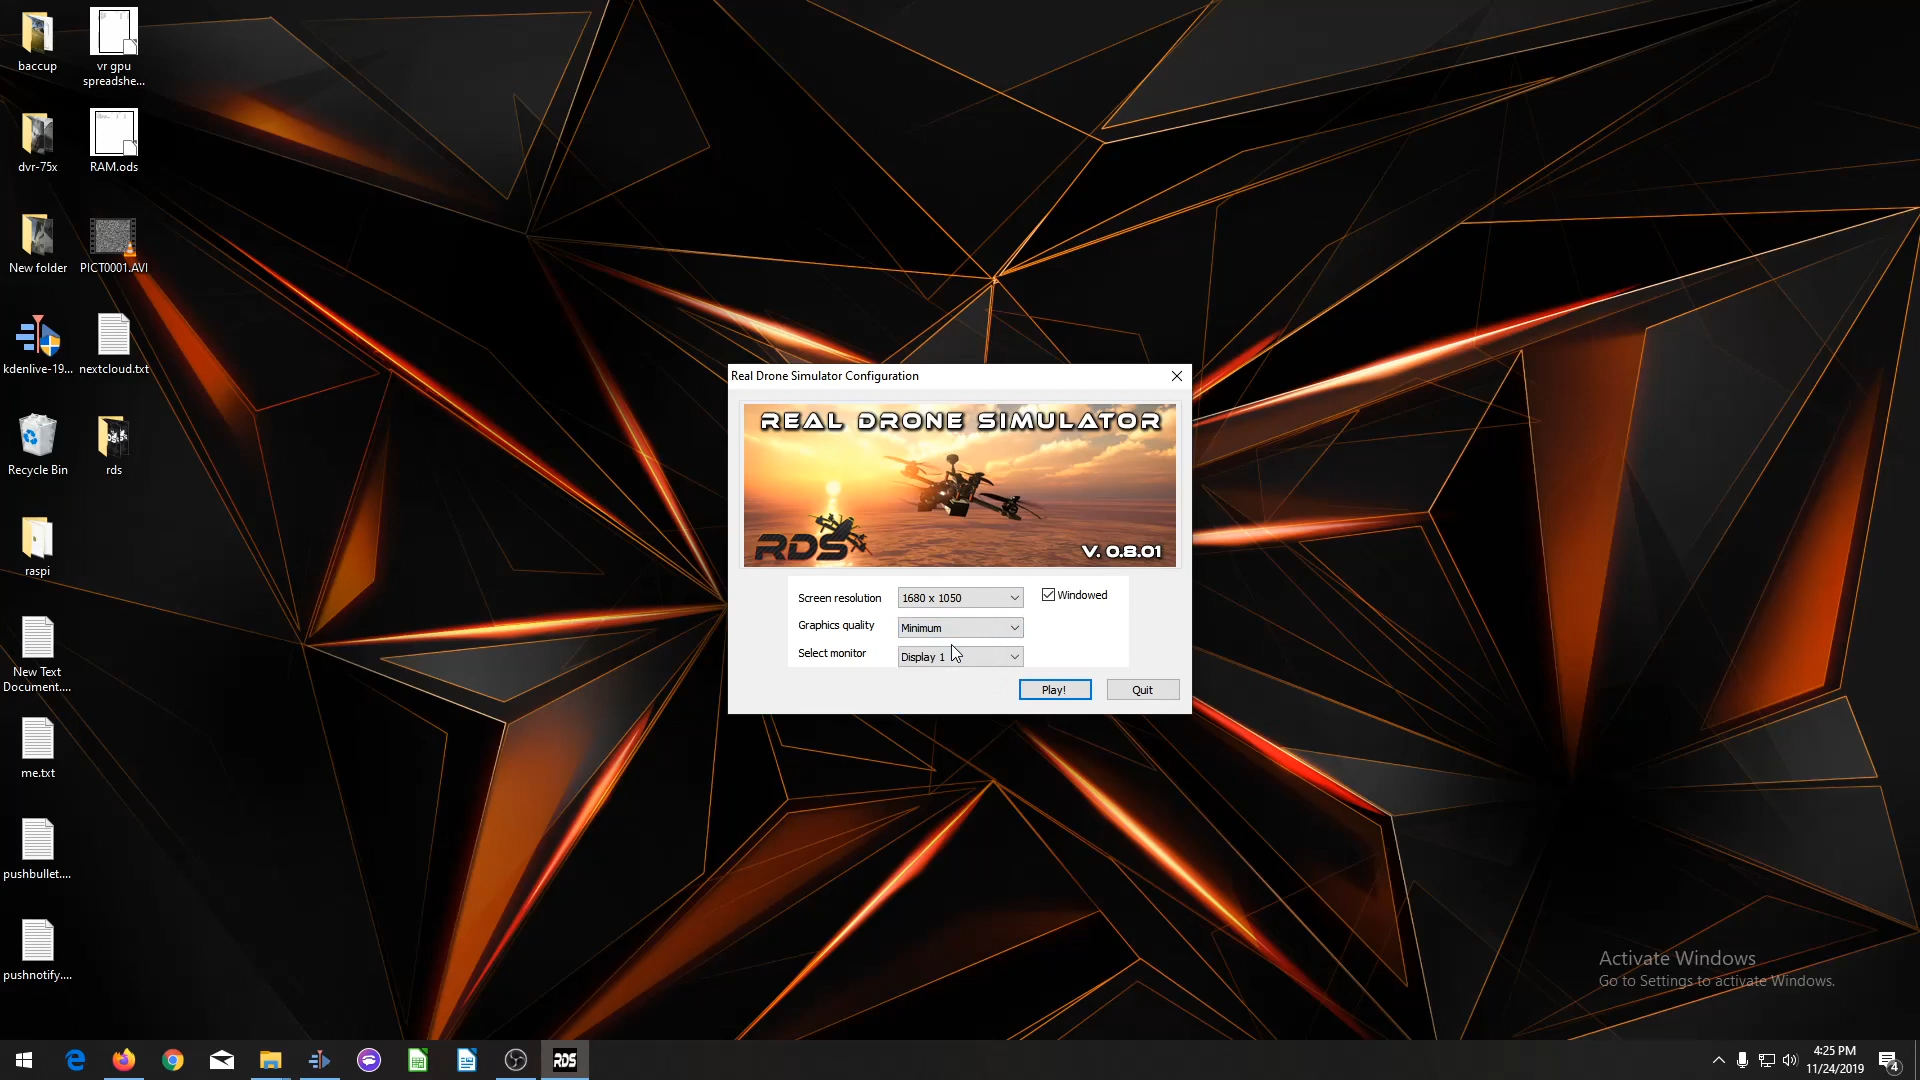 baccup
vr gpu
spreadshe...
dvr-75x
RAM.ods
New folder
PICT0001.AVI
kdenlive-19...
nextcloud.txt
Recycle Bin
rds
raspi
New Text
Document....
me.txt
pushbullet....
pushnotify....
Real Drone Simulator Configuration
REAL DRONE SIMULATOR
RDS
V. 0.8.01
Screen resolution
1680 x 1050
Windowed
Graphics quality
Minimum
Select monitor
Display 1
Play!
Quit
Activate Windows
Go to Settings to activate Windows.
RDS
4:25 PM
11/24/2019
4